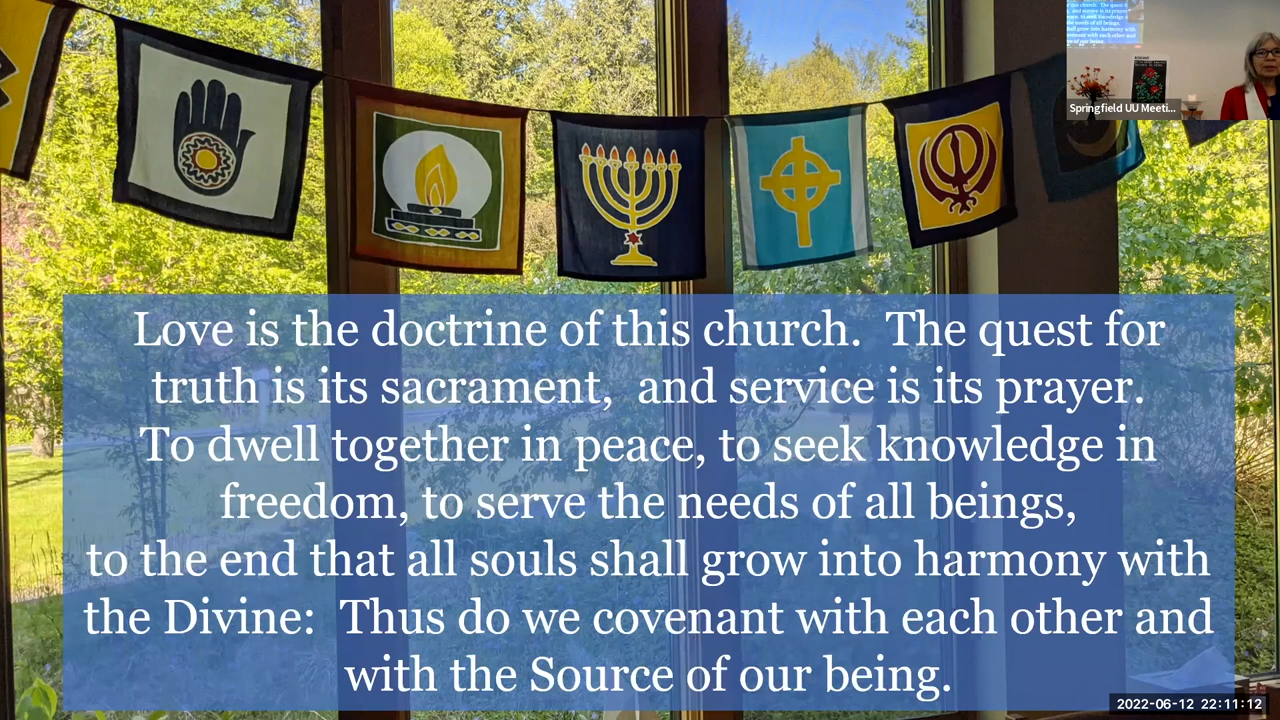 Love is the doctrine of this church.  The quest for
truth is its sacrament,  and service is its prayer.
To dwell together in peace, to seek knowledge in
freedom, to serve the needs of all beings,
to the end that all souls shall grow into harmony with
the Divine:  Thus do we covenant with each other and
with the Source of our being.
Springfield UU Meeti...
2022-06-12 22:11:12